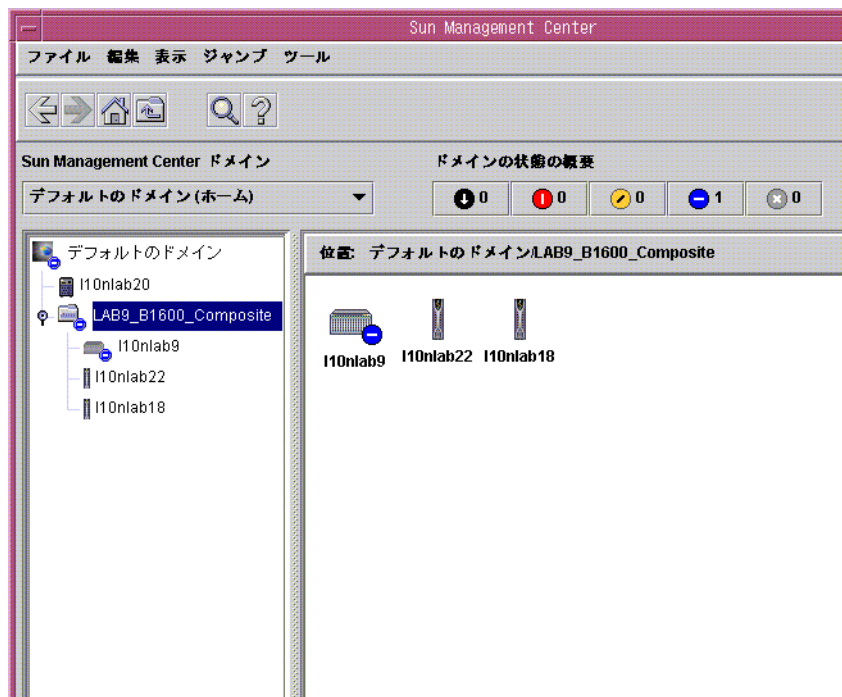 Sun Management Center
ファイル 編集 表示 ジャンプ ツール
Sun Management Center ドメイン
ドメインの状態の概要
デフォルトのドメイン(ホーム)
0 0 0 1 0
デフォルトのドメイン
l10nlab20
LAB9_B1600_Composite
l10nlab9
l10nlab22
l10nlab18
位置: デフォルトのドメイン/LAB9_B1600_Composite
l10nlab9 l10nlab22 l10nlab18